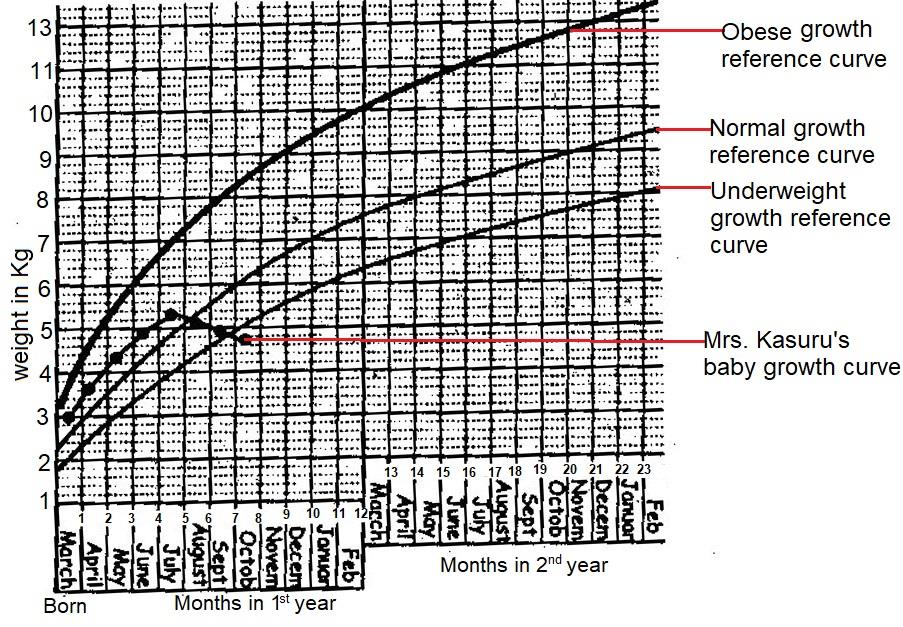 13
11
10
9
8
7
6
5
4
3
2
1
weight in Kg
Obese growth
reference curve
Normal growth
reference curve
Underweight
growth reference
curve
Mrs. Kasuru's
baby growth curve
1 2 3 4 5 6 7 8 9 10 11 12
13 14 15 16 17 18 19 20 21 22 23
March
April
May
June
July
August
Sept
Octob
Novem
Decem
Januar
Feb
March
April
May
June
July
August
Sept
Octob
Novem
Decem
Januar
Feb
Born
Months in 1st year
Months in 2nd year